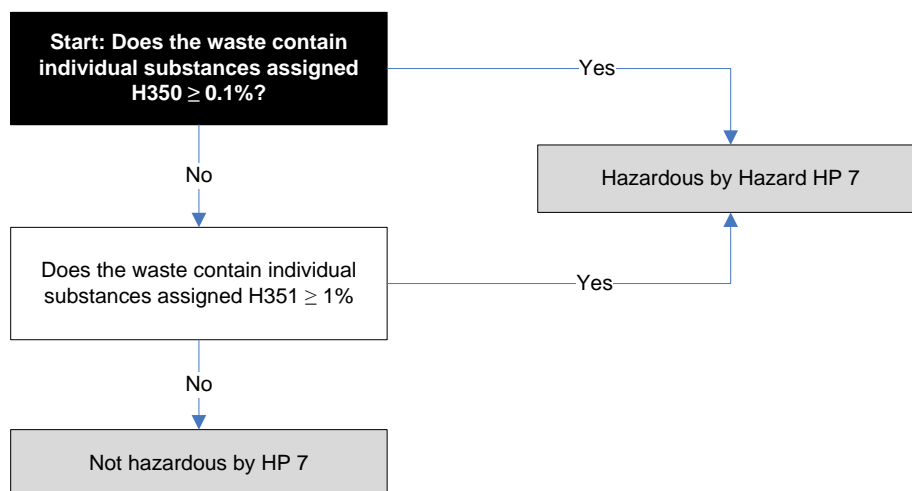 Start: Does the waste contain
individual substances assigned
H350 ≥ 0.1%?
Yes
No
Hazardous by Hazard HP 7
Does the waste contain individual
substances assigned H351 ≥ 1%
Yes
No
Not hazardous by HP 7